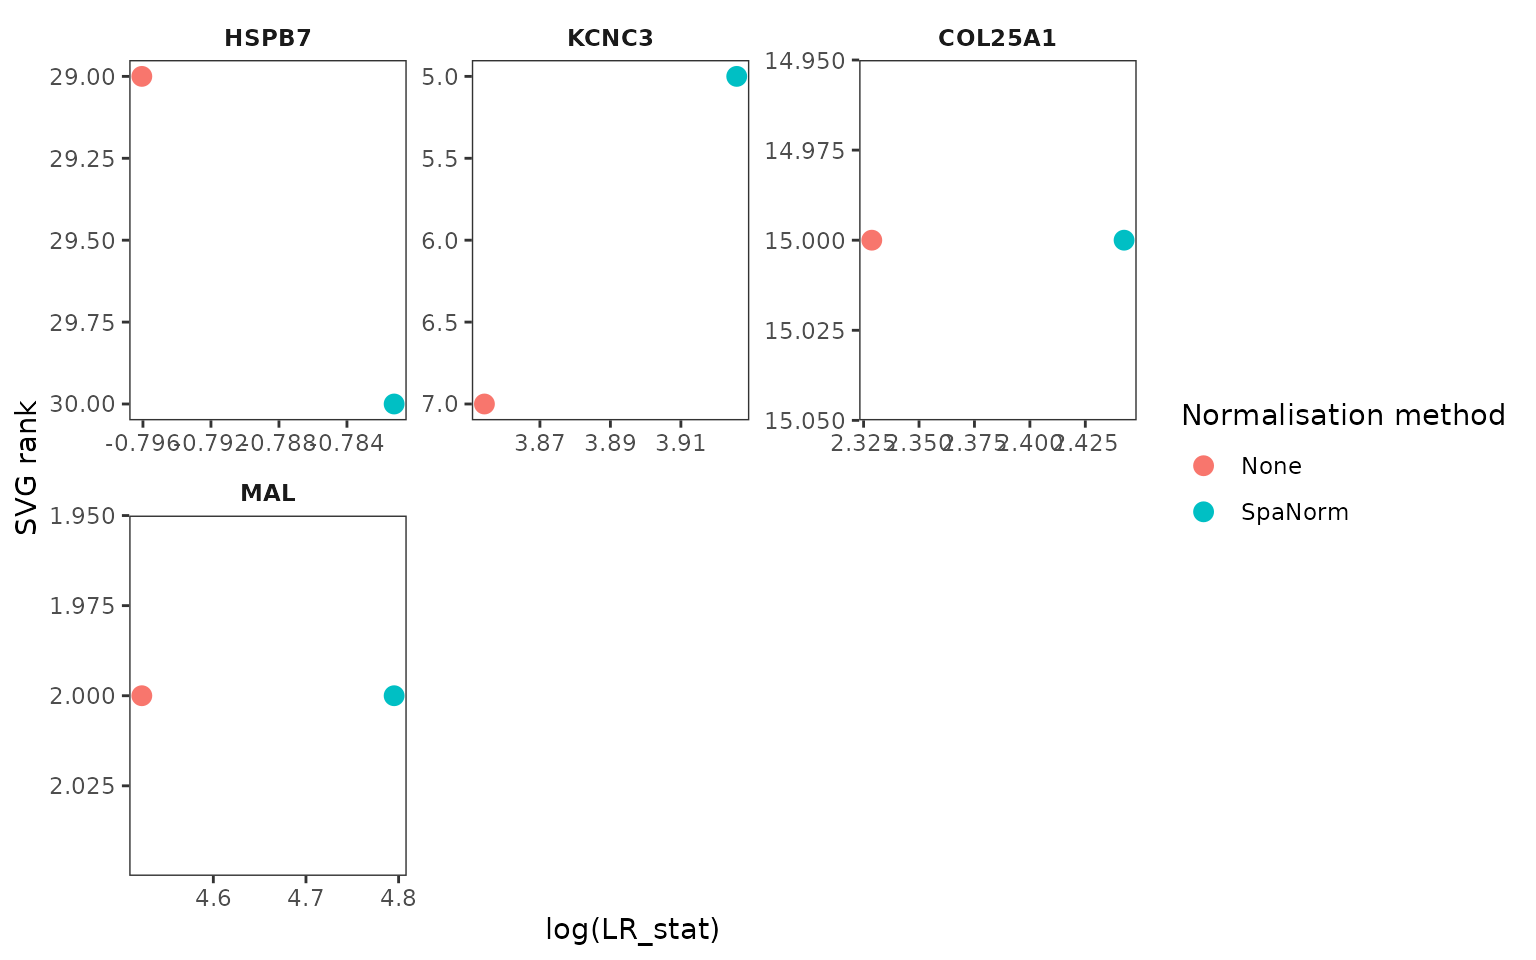 HSPB7 KCNC3 COL25A1
29.00
29.25
29.50
29.75
30.00
-0.796 -0.792 -0.788 -0.784
5.0
5.5
6.0
6.5
7.0
3.87 3.89 3.91
14.950
14.975
15.000
15.025
15.050
2.325 2.350 2.375 2.400 2.425
MAL
1.950
1.975
2.000
2.025
4.6 4.7 4.8
SVG rank
log(LR_stat)
Normalisation method
None
SpaNorm